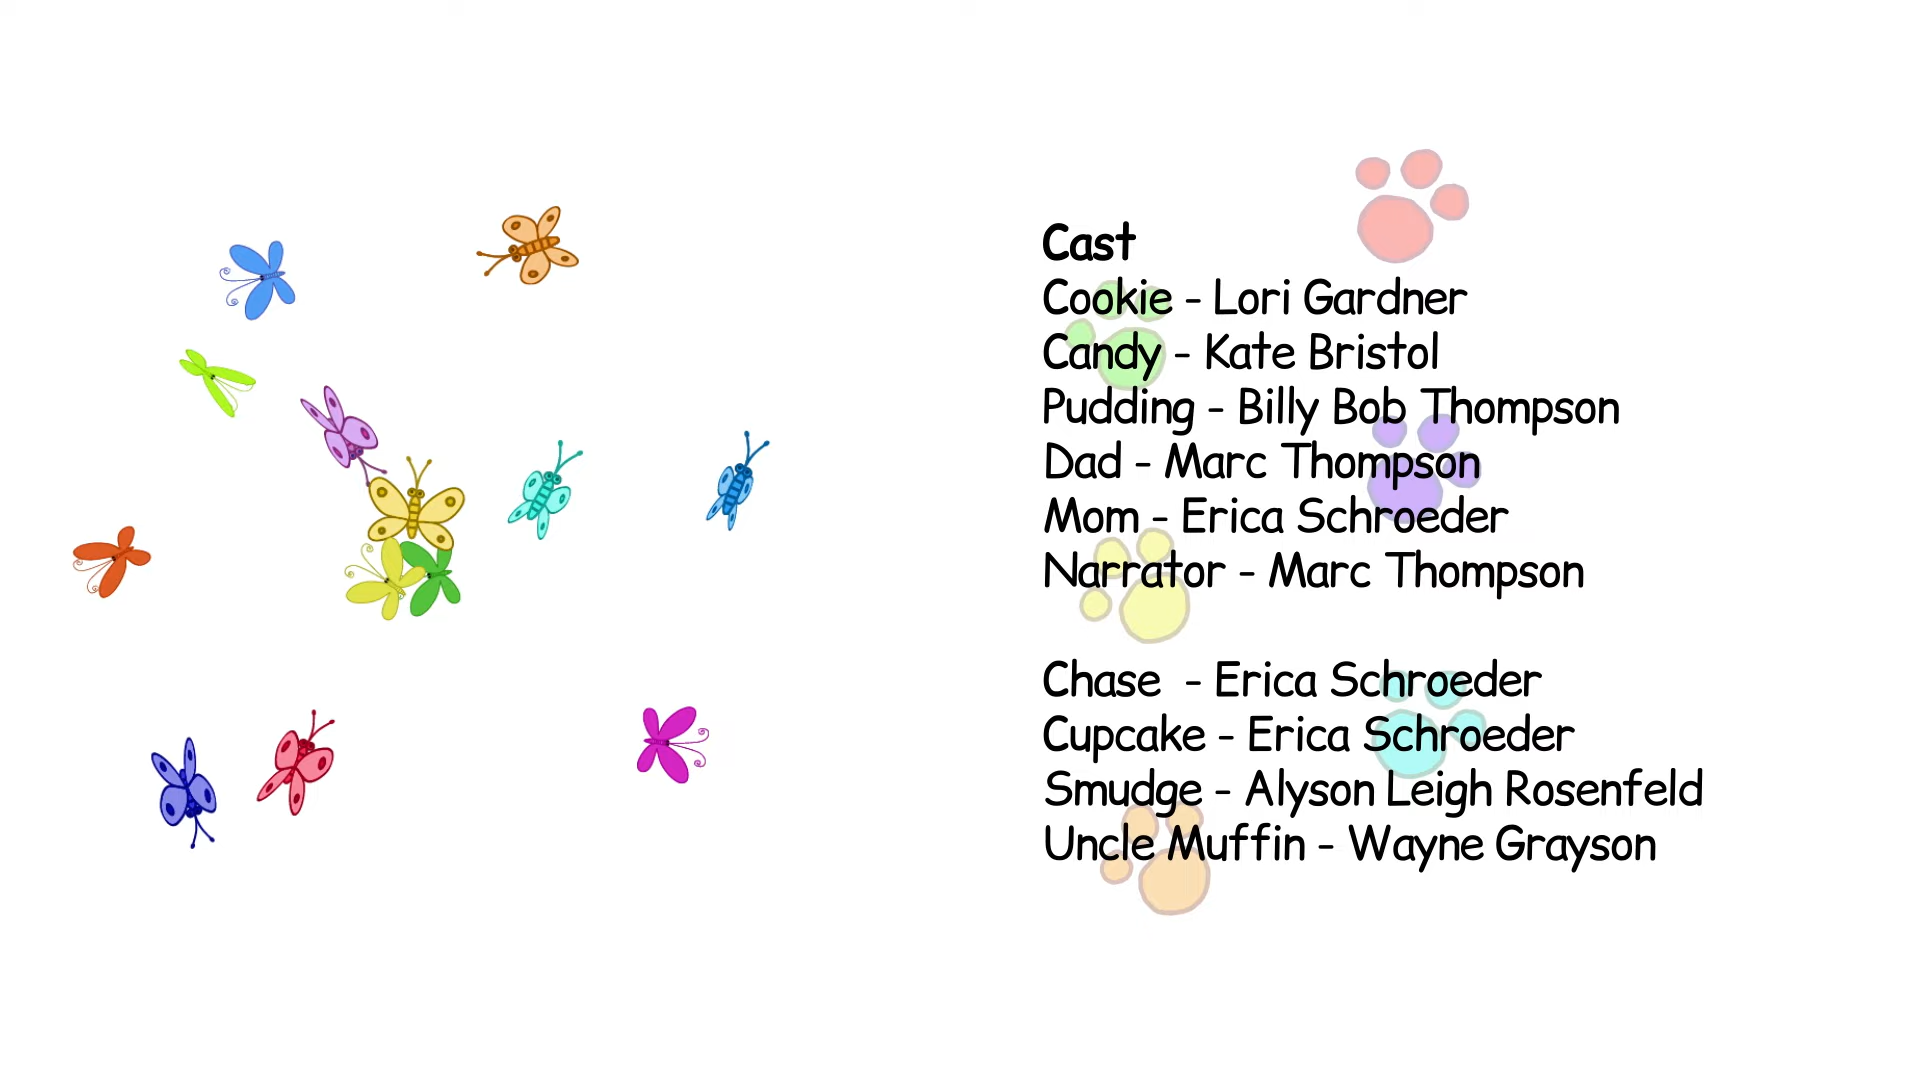 Cast
Cookie - Lori Gardner
Candy - Kate Bristol
Pudding - Billy Bob Thompson
Dad - Marc Thompson
Mom - Erica Schroeder
Narrator - Marc Thompson
Chase - Erica Schroeder
Cupcake - Erica Schroeder
Smudge - Alyson Leigh Rosenfeld
Uncle Muffin - Wayne Grayson